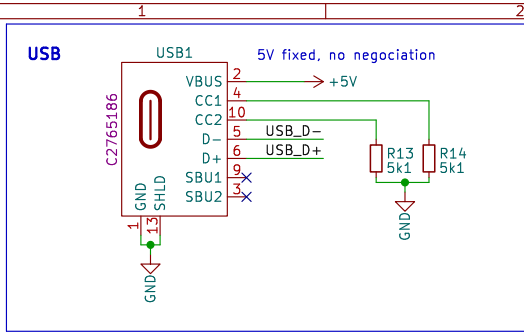 1
2
USB
USB1
5V fixed, no negociation
C2765186
VBUS 2 +5V
CC1 4
CC2 10
D- 5 USB_D-
D+ 6 USB_D+
SBU1 9
SBU2 3
R13
5k1
R14
5k1
GND
SHLD
1
13
GND
GND